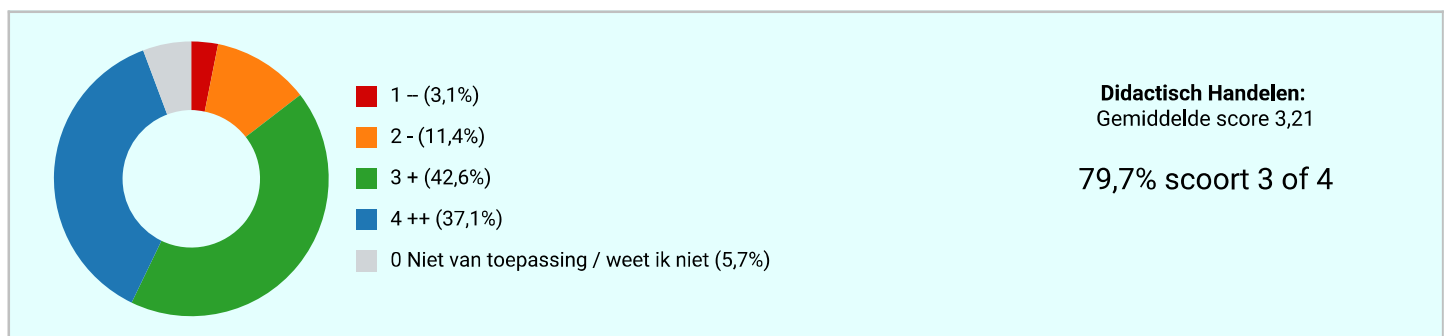 1 -- (3,1%)
2 - (11,4%)
3 + (42,6%)
4 ++ (37,1%)
0 Niet van toepassing / weet ik niet (5,7%)
Didactisch Handelen:
Gemiddelde score 3,21
79,7% scoort 3 of 4